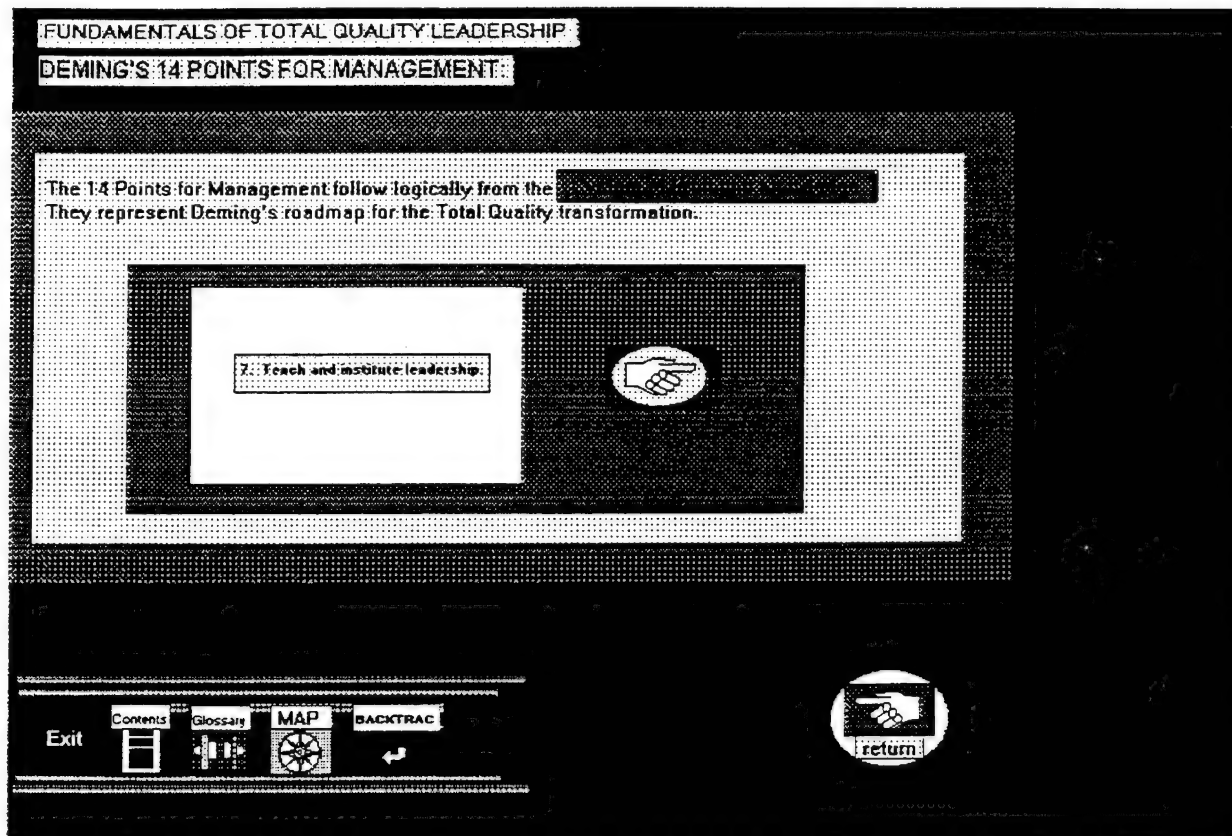 FUNDAMENTALS OF TOTAL QUALITY LEADERSHIP
DEMING'S 14 POINTS FOR MANAGEMENT
The 14 Points for Management follow logically from the
They represent Deming's roadmap for the Total Quality transformation.
7. Teach and institute leadership.
Exit
Contents
Glossary
MAP
BACKTRAC
return